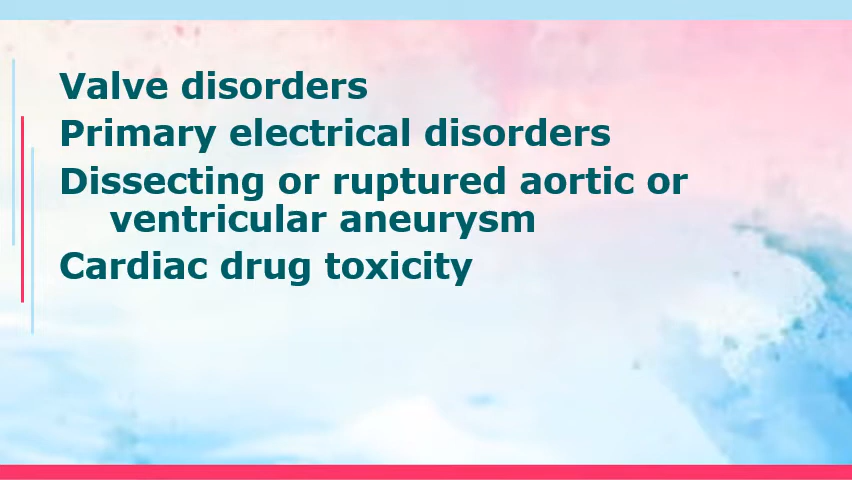 Valve disorders
Primary electrical disorders
Dissecting or ruptured aortic or
ventricular aneurysm
Cardiac drug toxicity